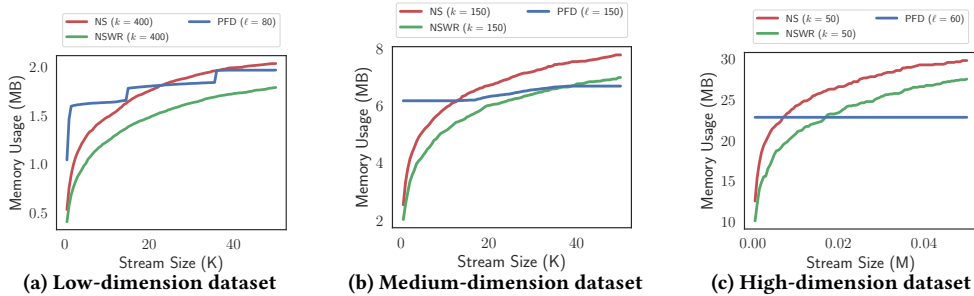 NS (k = 400)
PFD (ℓ = 80)
NSWR (k = 400)
Memory Usage (MB)
2.0
1.5
1.0
0.5
0
20
40
Stream Size (K)
(a) Low-dimension dataset
NS (k = 150)
PFD (ℓ = 150)
NSWR (k = 150)
Memory Usage (MB)
8
6
4
2
0
20
40
Stream Size (K)
(b) Medium-dimension dataset
NS (k = 50)
PFD (ℓ = 60)
NSWR (k = 50)
Memory Usage (MB)
30
25
20
15
10
0.00
0.02
0.04
Stream Size (M)
(c) High-dimension dataset